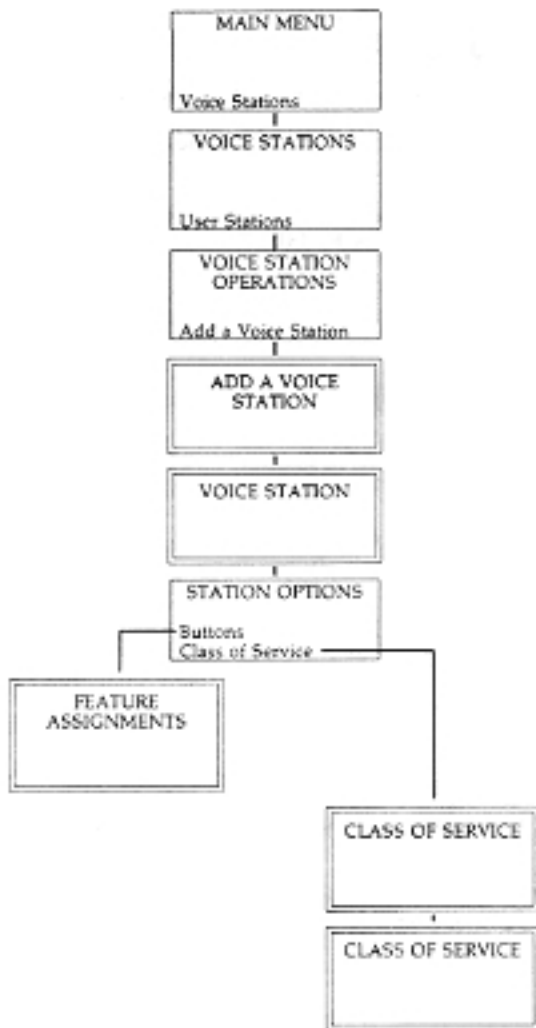 MAIN MENU
Voice Stations
VOICE STATIONS
User Stations
VOICE STATION
OPERATIONS
Add a Voice Station
ADD A VOICE
STATION
VOICE STATION
STATION OPTIONS
Buttons
Class of Service
FEATURE
ASSIGNMENTS
CLASS OF SERVICE
CLASS OF SERVICE